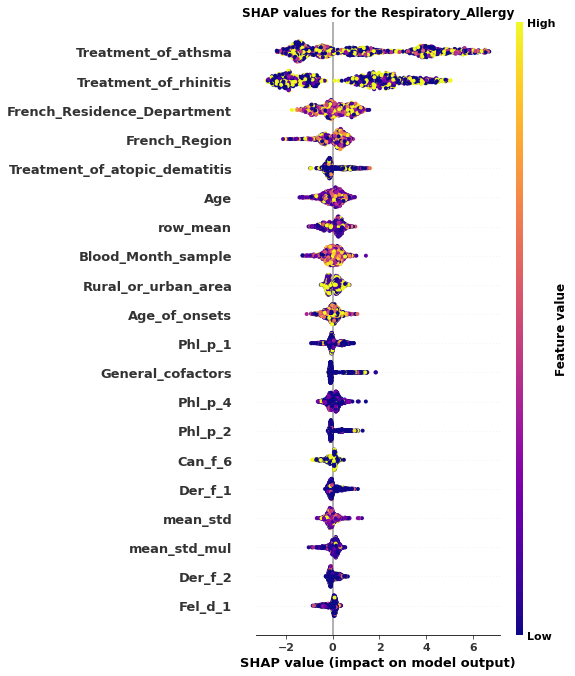 SHAP values for the Respiratory_Allergy
High
Treatment_of_athsma
Treatment_of_rhinitis
French_Residence_Department
French_Region
Treatment_of_atopic_dematitis
Age
row_mean
Blood_Month_sample
Rural_or_urban_area
Age_of_onsets
Phl_p_1
General_cofactors
Phl_p_4
Phl_p_2
Can_f_6
Der_f_1
mean_std
mean_std_mul
Der_f_2
Fel_d_1
Feature value
Low
−2 0 2 4 6
SHAP value (impact on model output)